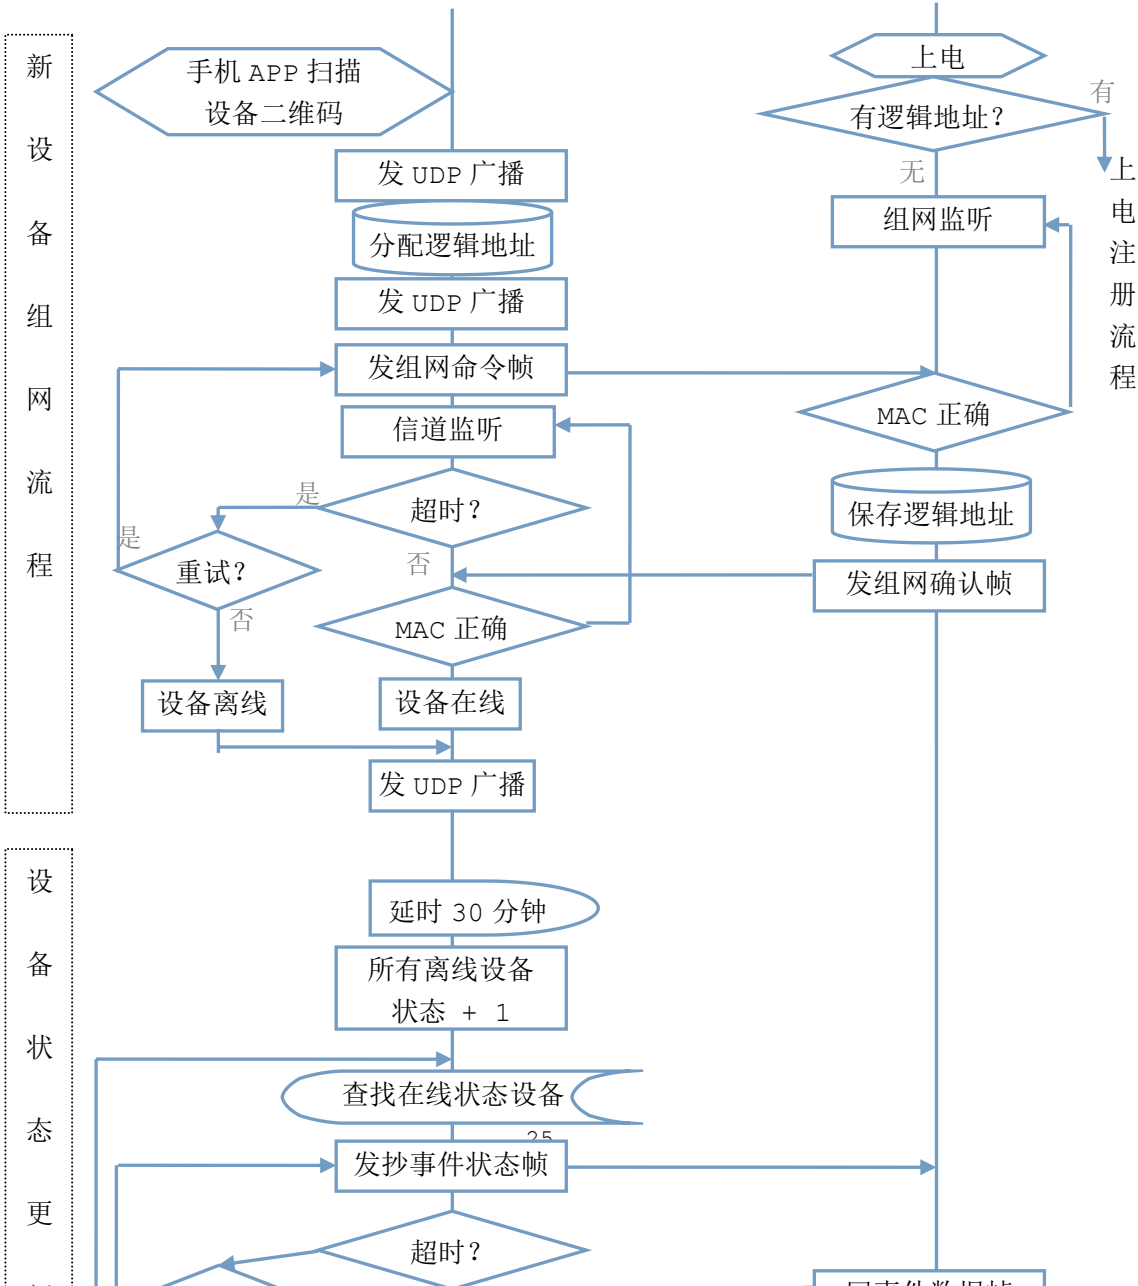 新设备组网流程
手机 APP 扫描
设备二维码
发 UDP 广播
分配逻辑地址
发 UDP 广播
发组网命令帧
信道监听
超时？
是
是
重试？
否
否
MAC 正确
设备离线
设备在线
发 UDP 广播
上电
有逻辑地址？
有
无
上电注册流程
组网监听
MAC 正确
保存逻辑地址
发组网确认帧
设备状态更
延时 30 分钟
所有离线设备
状态 + 1
查找在线状态设备
25
发抄事件状态帧
超时？